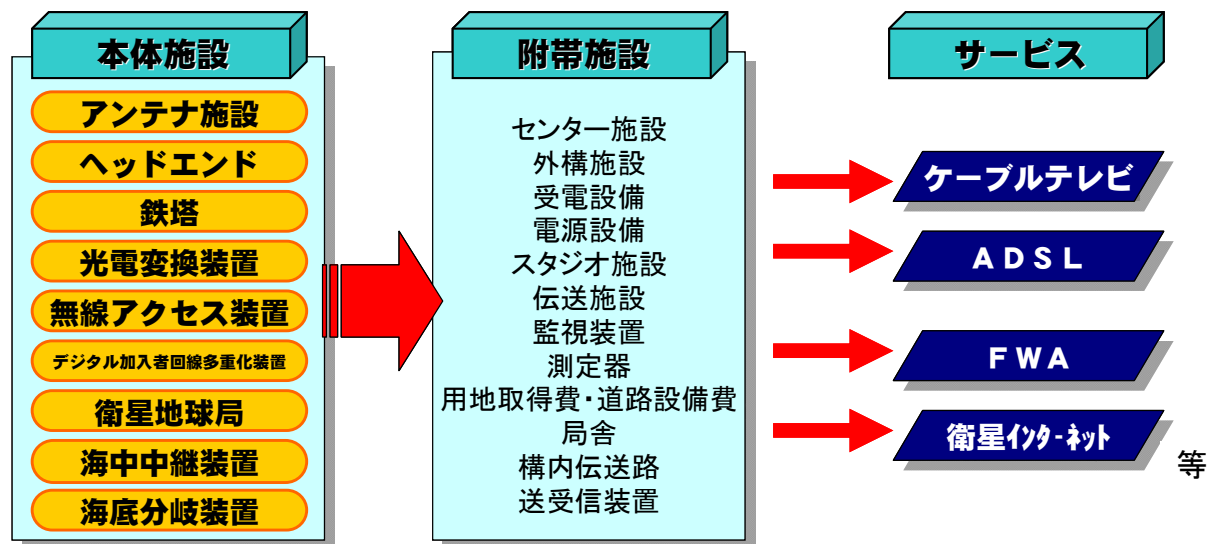 本体施設
アンテナ施設
ヘッドエンド
鉄塔
光電変換装置
無線アクセス装置
デジタル加入者回線多重化装置
衛星地球局
海中中継装置
海底分岐装置
附帯施設
センター施設
外構施設
受電設備
電源設備
スタジオ施設
伝送施設
監視装置
測定器
用地取得費・道路設備費
局舎
構内伝送路
送受信装置
サービス
ケーブルテレビ
ＡＤＳＬ
ＦＷＡ
衛星ｲﾝﾀｰﾈｯﾄ
等